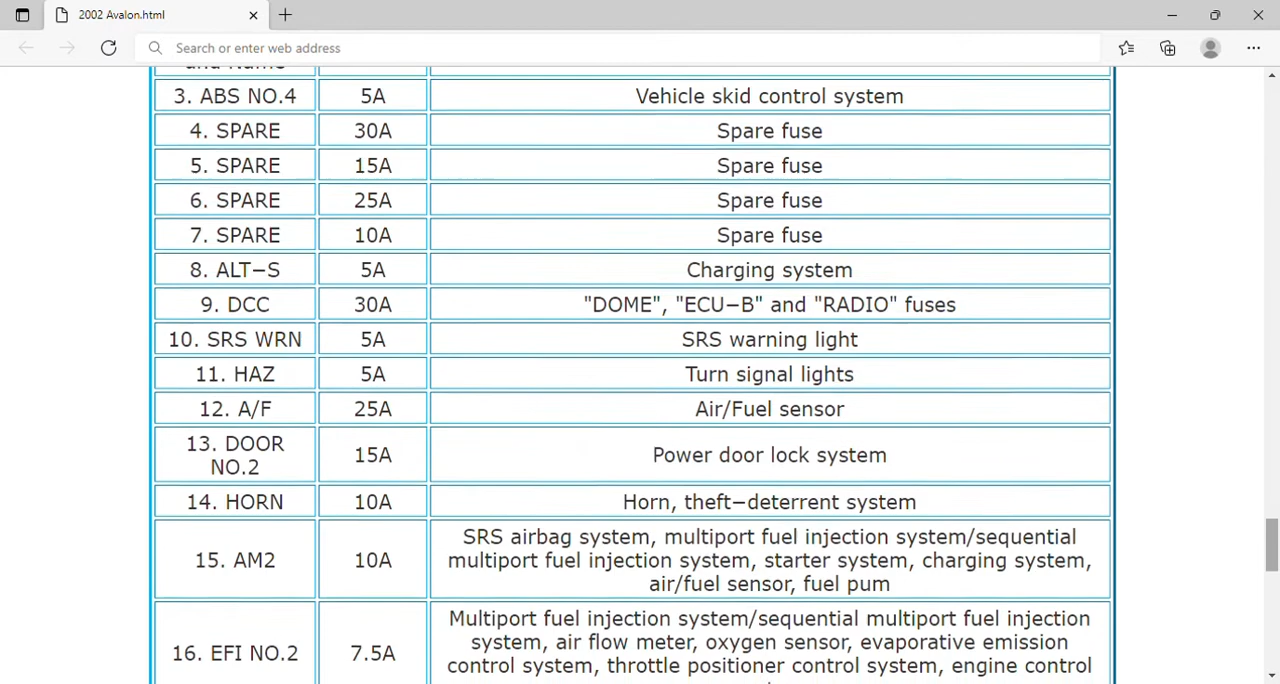 2002 Avalon.html
Search or enter web address
and Name
3. ABS NO.4 5A Vehicle skid control system
4. SPARE 30A Spare fuse
5. SPARE 15A Spare fuse
6. SPARE 25A Spare fuse
7. SPARE 10A Spare fuse
8. ALT−S 5A Charging system
9. DCC 30A "DOME", "ECU−B" and "RADIO" fuses
10. SRS WRN 5A SRS warning light
11. HAZ 5A Turn signal lights
12. A/F 25A Air/Fuel sensor
13. DOOR
NO.2
15A Power door lock system
14. HORN 10A Horn, theft−deterrent system
15. AM2 10A
SRS airbag system, multiport fuel injection system/sequential
multiport fuel injection system, starter system, charging system,
air/fuel sensor, fuel pum
16. EFI NO.2 7.5A
Multiport fuel injection system/sequential multiport fuel injection
system, air flow meter, oxygen sensor, evaporative emission
control system, throttle positioner control system, engine control